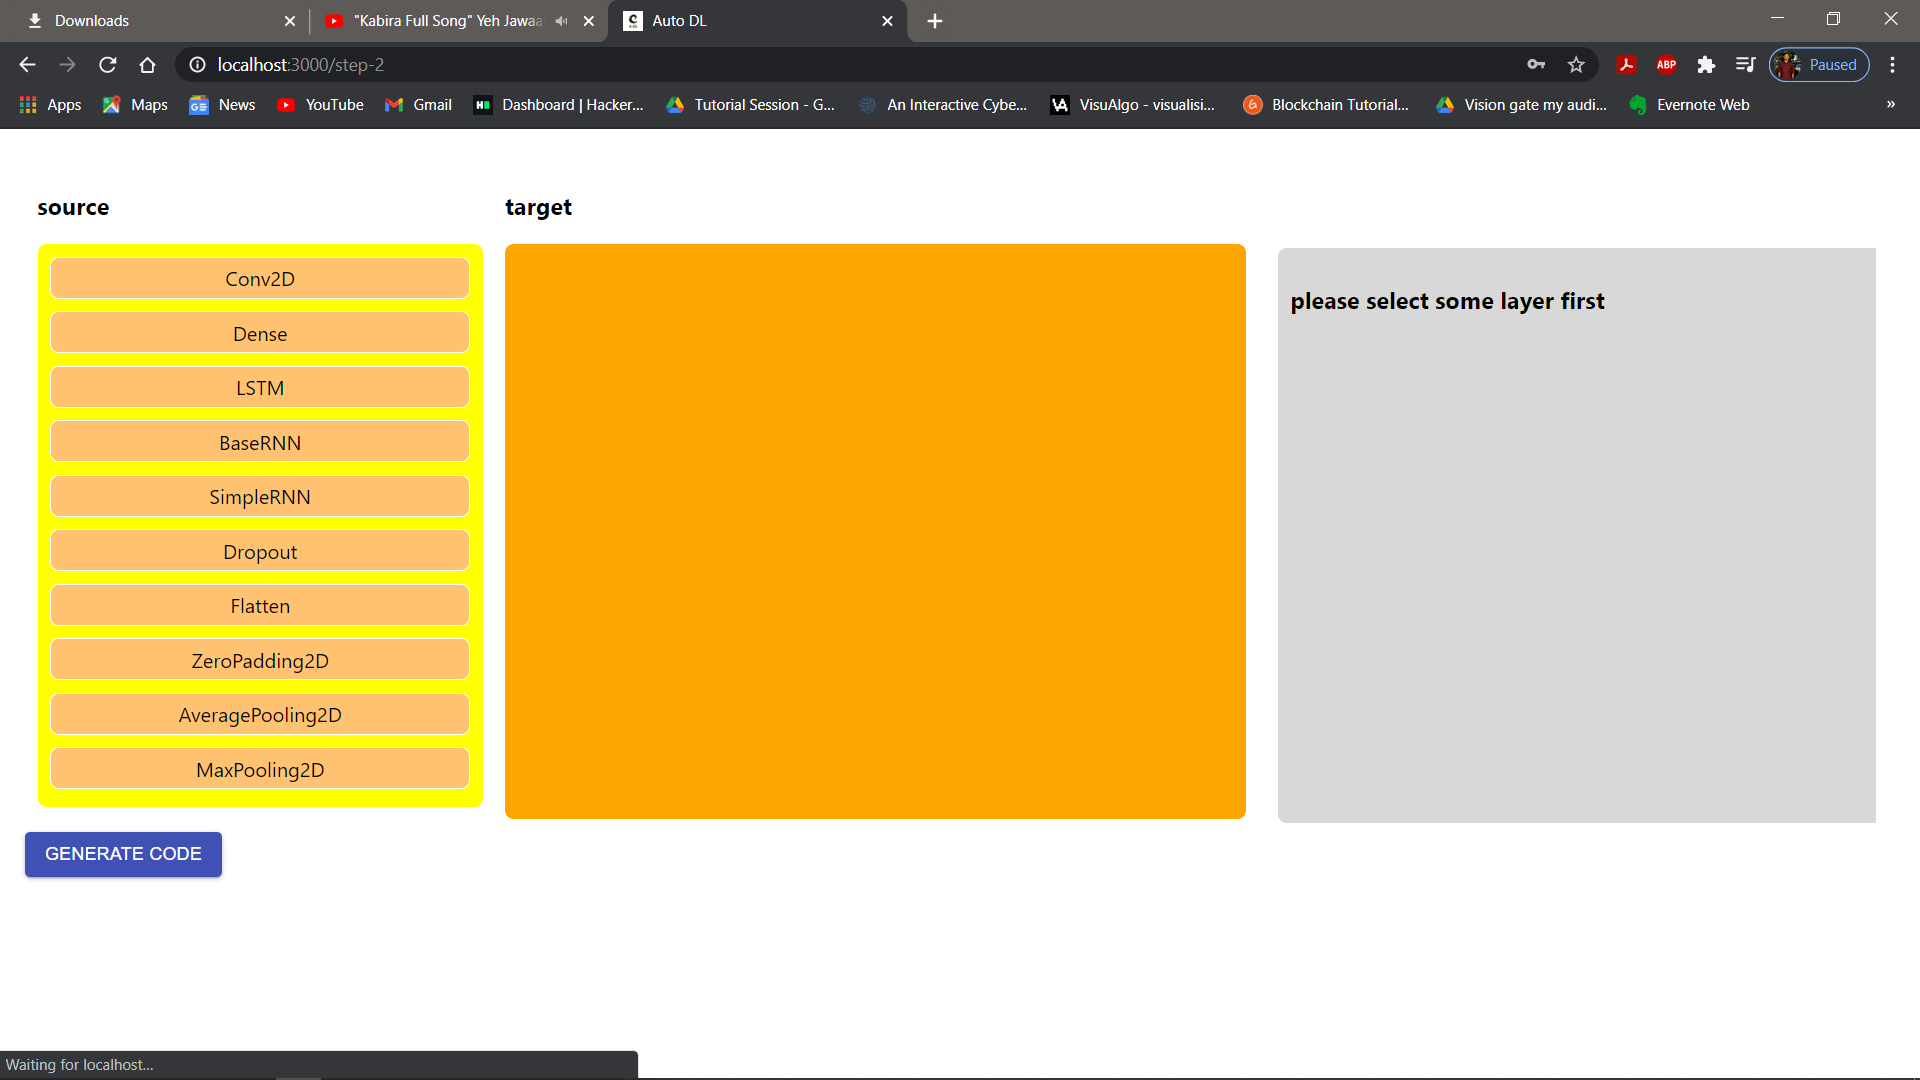 Downloads
"Kabira Full Song" Yeh Jawaa
Auto DL
localhost:3000/step-2
ABP
Paused
Apps
Maps
News
YouTube
Gmail
Dashboard | Hacker...
Tutorial Session - G...
An Interactive Cybe...
VisuAlgo - visualisi...
Blockchain Tutorial...
Vision gate my audi...
Evernote Web
»
source
target
Conv2D
Dense
LSTM
BaseRNN
SimpleRNN
Dropout
Flatten
ZeroPadding2D
AveragePooling2D
MaxPooling2D
please select some layer first
GENERATE CODE
Waiting for localhost...